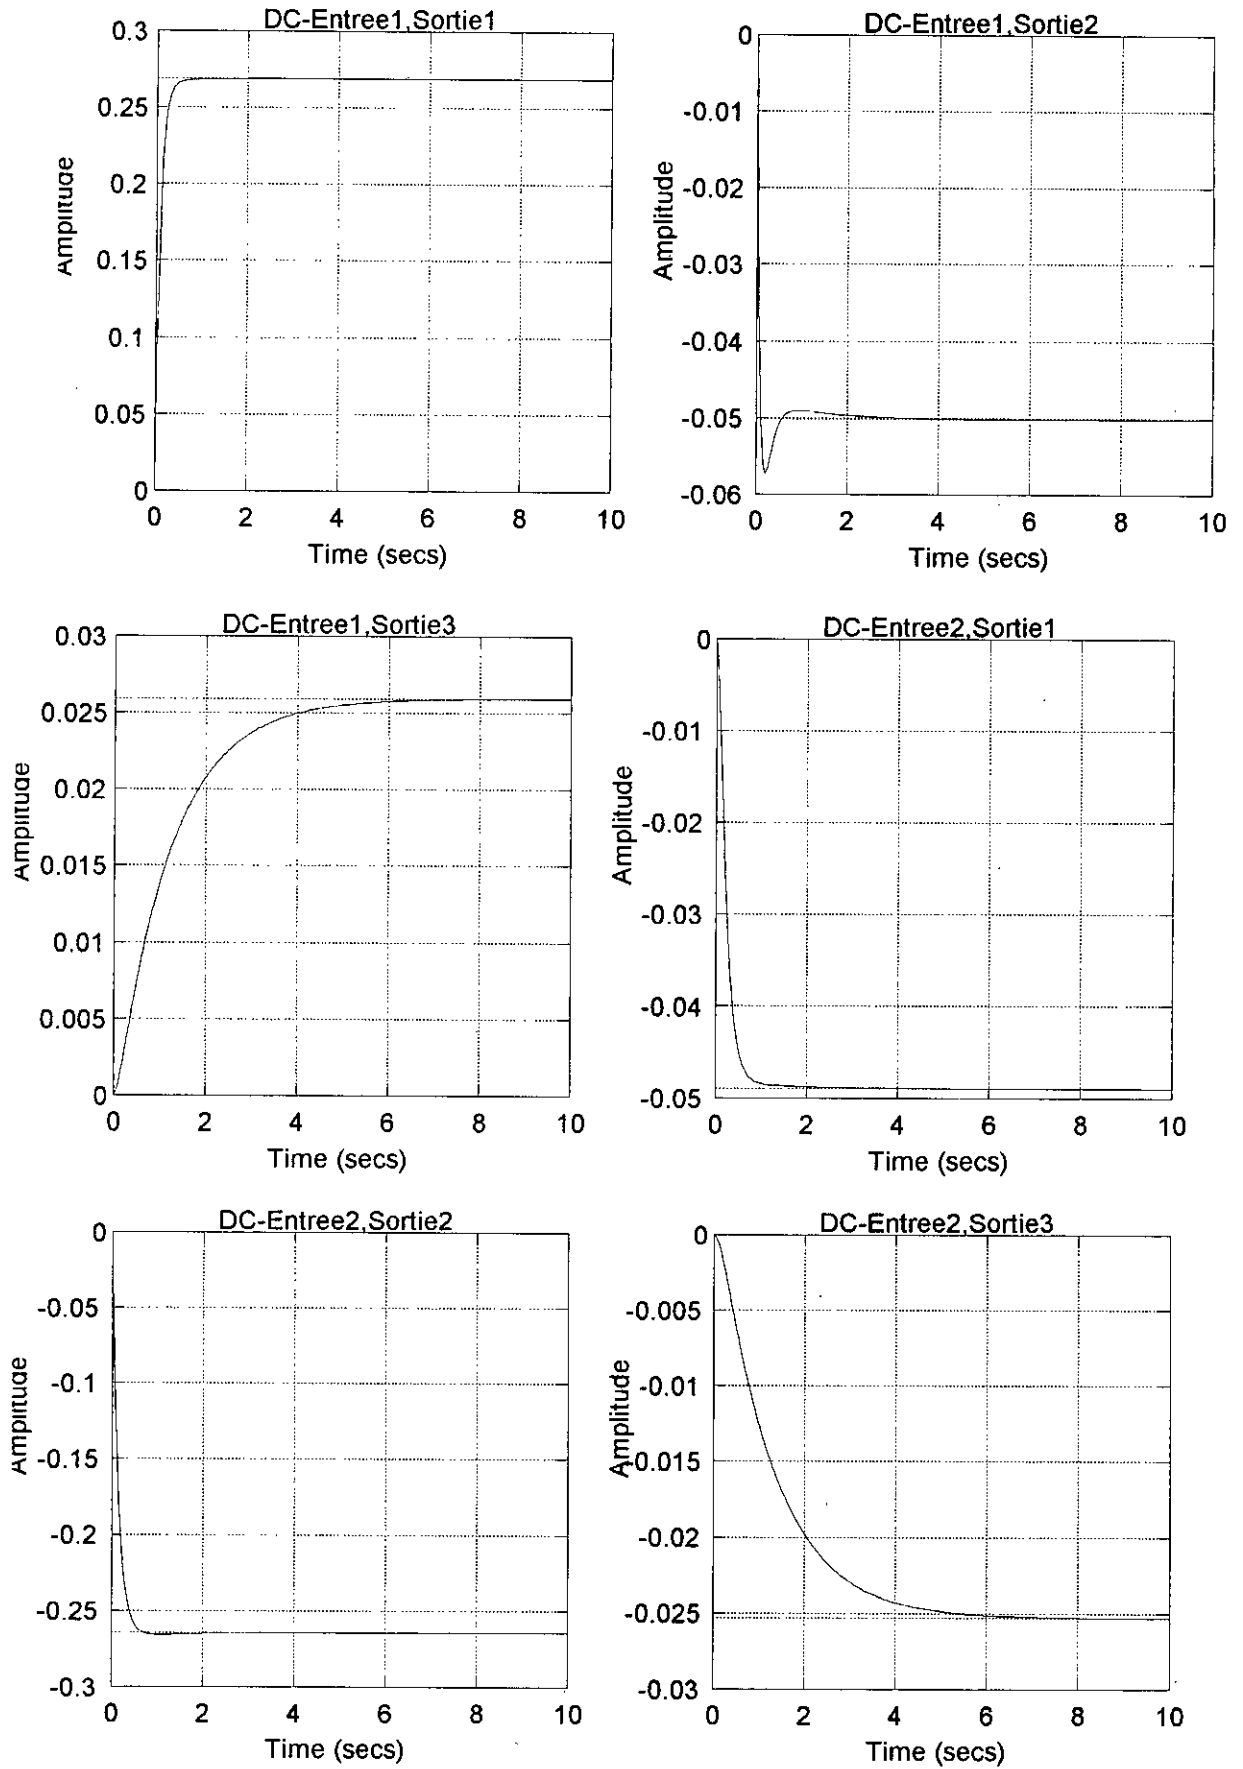 DC-Entree1,Sortie1
0.3
0.25
0.2
0.15
0.1
0.05
0
Amplitude
0 2 4 6 8 10
Time (secs)
DC-Entree1,Sortie2
0
-0.01
-0.02
-0.03
-0.04
-0.05
-0.06
Amplitude
0 2 4 6 8 10
Time (secs)
DC-Entree1,Sortie3
0.03
0.025
0.02
0.015
0.01
0.005
0
Amplitude
0 2 4 6 8 10
Time (secs)
DC-Entree2,Sortie1
0
-0.01
-0.02
-0.03
-0.04
-0.05
Amplitude
0 2 4 6 8 10
Time (secs)
DC-Entree2,Sortie2
0
-0.05
-0.1
-0.15
-0.2
-0.25
-0.3
Amplitude
0 2 4 6 8 10
Time (secs)
DC-Entree2,Sortie3
0
-0.005
-0.01
-0.015
-0.02
-0.025
-0.03
Amplitude
0 2 4 6 8 10
Time (secs)